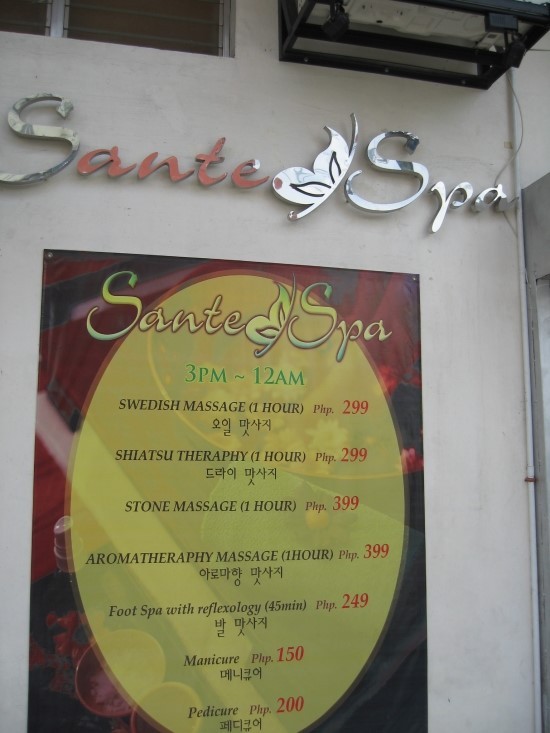 Sante Spa
Sante Spa
3PM ~ 12AM
SWEDISH MASSAGE (1 HOUR) Php. 299
오일 맛사지
SHIATSU THERAPHY (1 HOUR) Php. 299
드라이 맛사지
STONE MASSAGE (1 HOUR) Php. 399
AROMATHERAPHY MASSAGE (1HOUR) Php. 399
아로마향 맛사지
Foot Spa with reflexology (45min) Php. 249
발 맛사지
Manicure Php. 150
메니큐어
Pedicure Php. 200
페디큐어